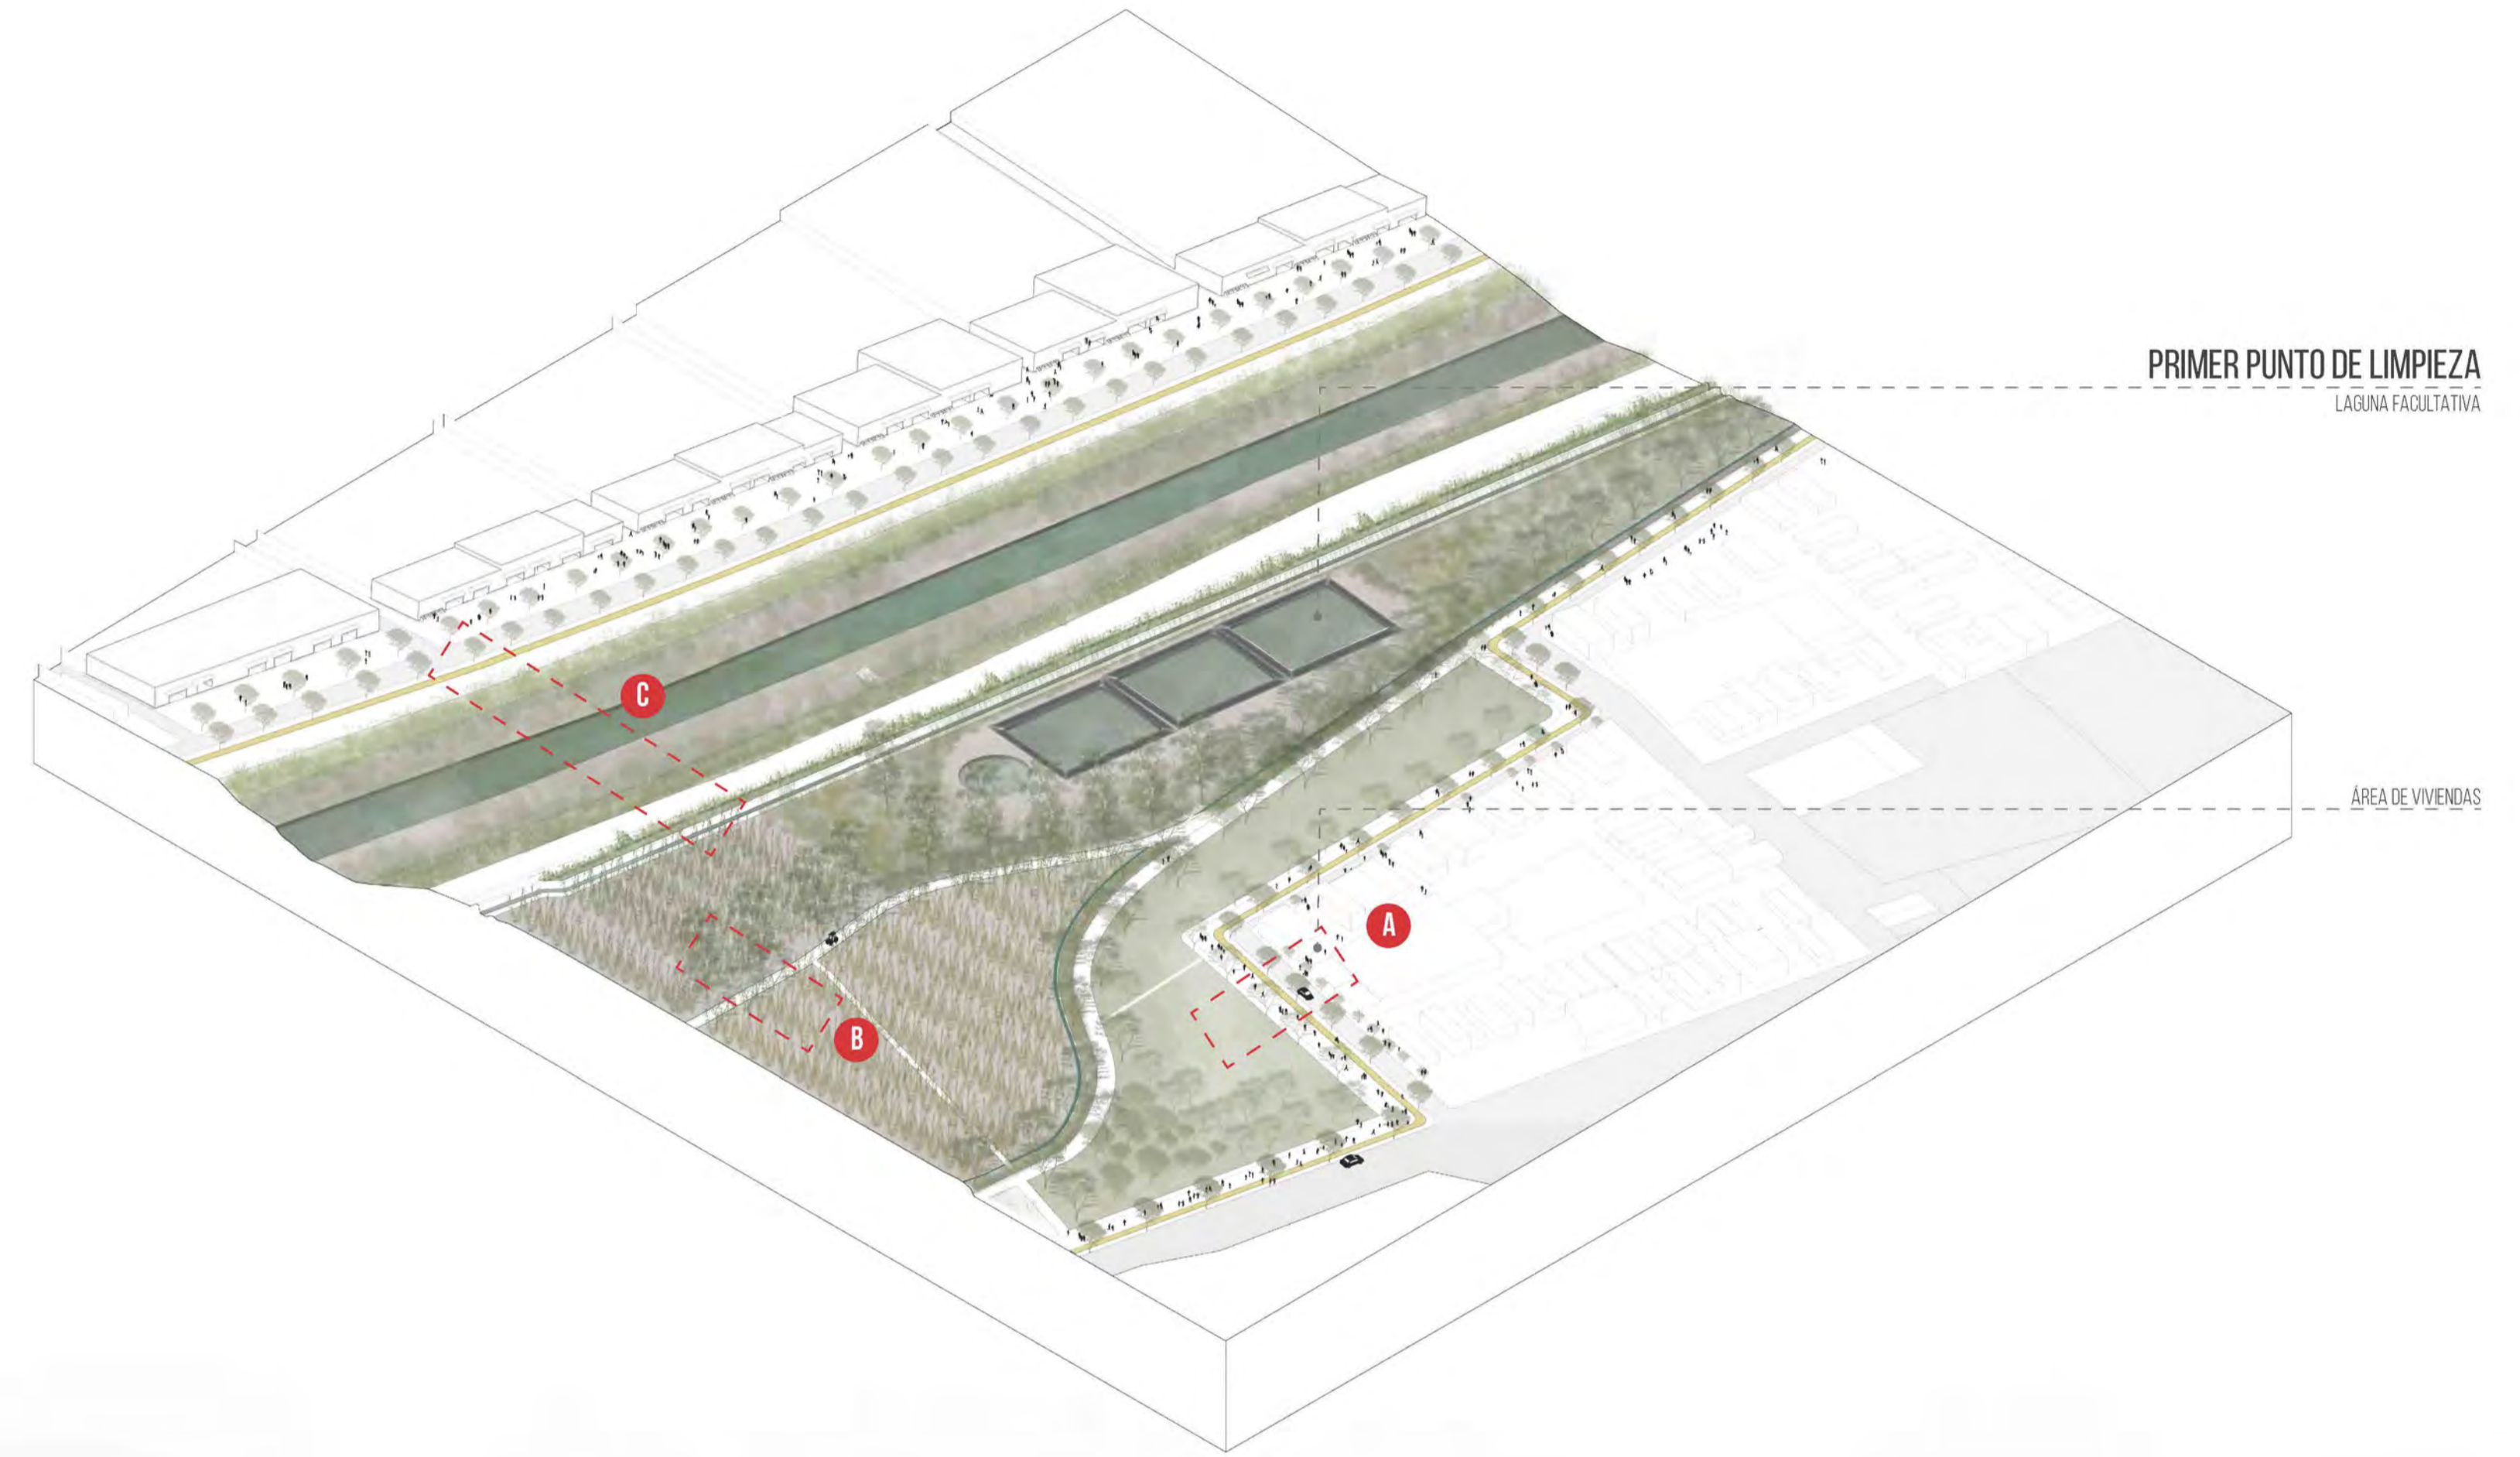 PRIMER PUNTO DE LIMPIEZA
LAGUNA FACULTATIVA
C
ÁREA DE VIVIENDAS
A
B